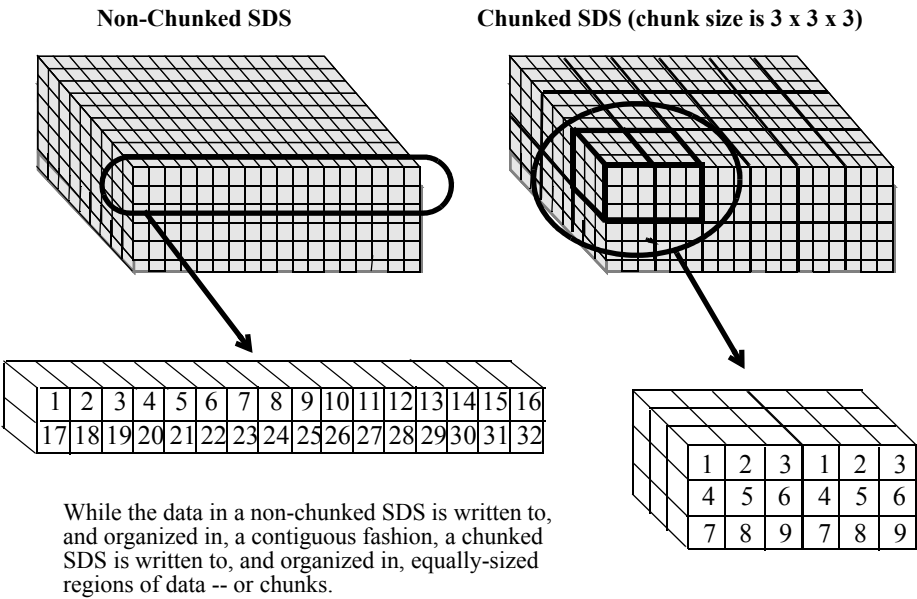 Non-Chunked SDS
Chunked SDS (chunk size is 3 x 3 x 3)
1 2 3 4 5 6 7 8 9 10 11 12 13 14 15 16
17 18 19 20 21 22 23 24 25 26 27 28 29 30 31 32
1 2 3 1 2 3
4 5 6 4 5 6
7 8 9 7 8 9
While the data in a non-chunked SDS is written to,
and organized in, a contiguous fashion, a chunked
SDS is written to, and organized in, equally-sized
regions of data -- or chunks.